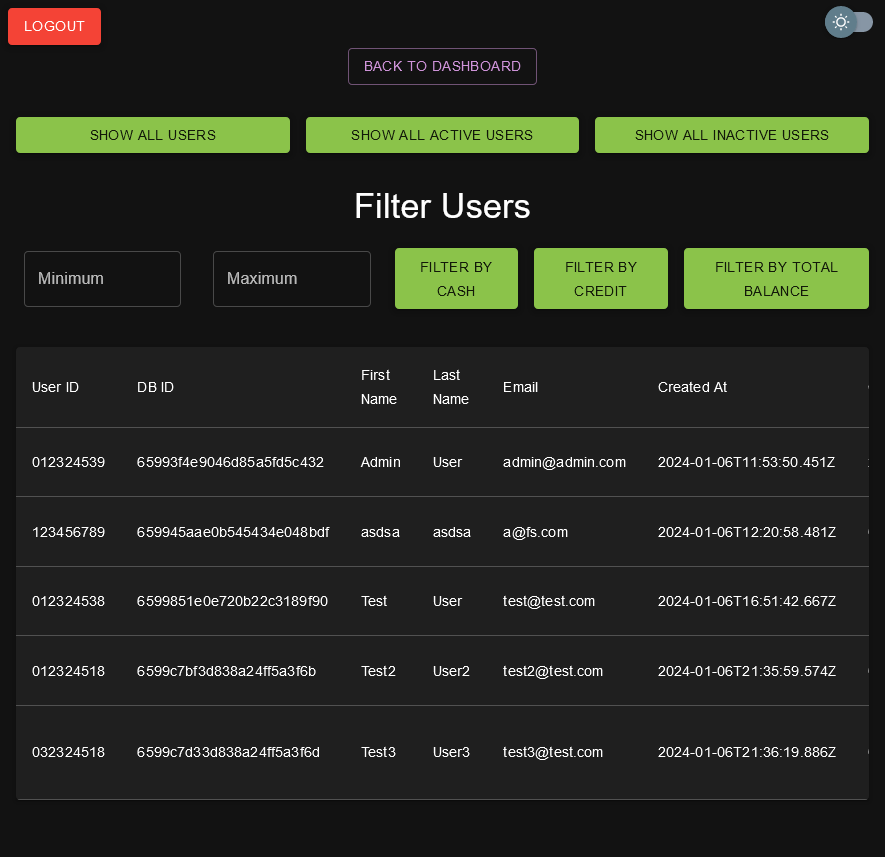 LOGOUT
BACK TO DASHBOARD
SHOW ALL USERS SHOW ALL ACTIVE USERS SHOW ALL INACTIVE USERS
Filter Users
Minimum Maximum FILTER BY CASH FILTER BY CREDIT FILTER BY TOTAL BALANCE
User ID DB ID First Name Last Name Email Created At
012324539 65993f4e9046d85a5fd5c432 Admin User admin@admin.com 2024-01-06T11:53:50.451Z
123456789 659945aae0b545434e048bdf asdsa asdsa a@fs.com 2024-01-06T12:20:58.481Z
012324538 6599851e0e720b22c3189f90 Test User test@test.com 2024-01-06T16:51:42.667Z
012324518 6599c7bf3d838a24ff5a3f6b Test2 User2 test2@test.com 2024-01-06T21:35:59.574Z
032324518 6599c7d33d838a24ff5a3f6d Test3 User3 test3@test.com 2024-01-06T21:36:19.886Z